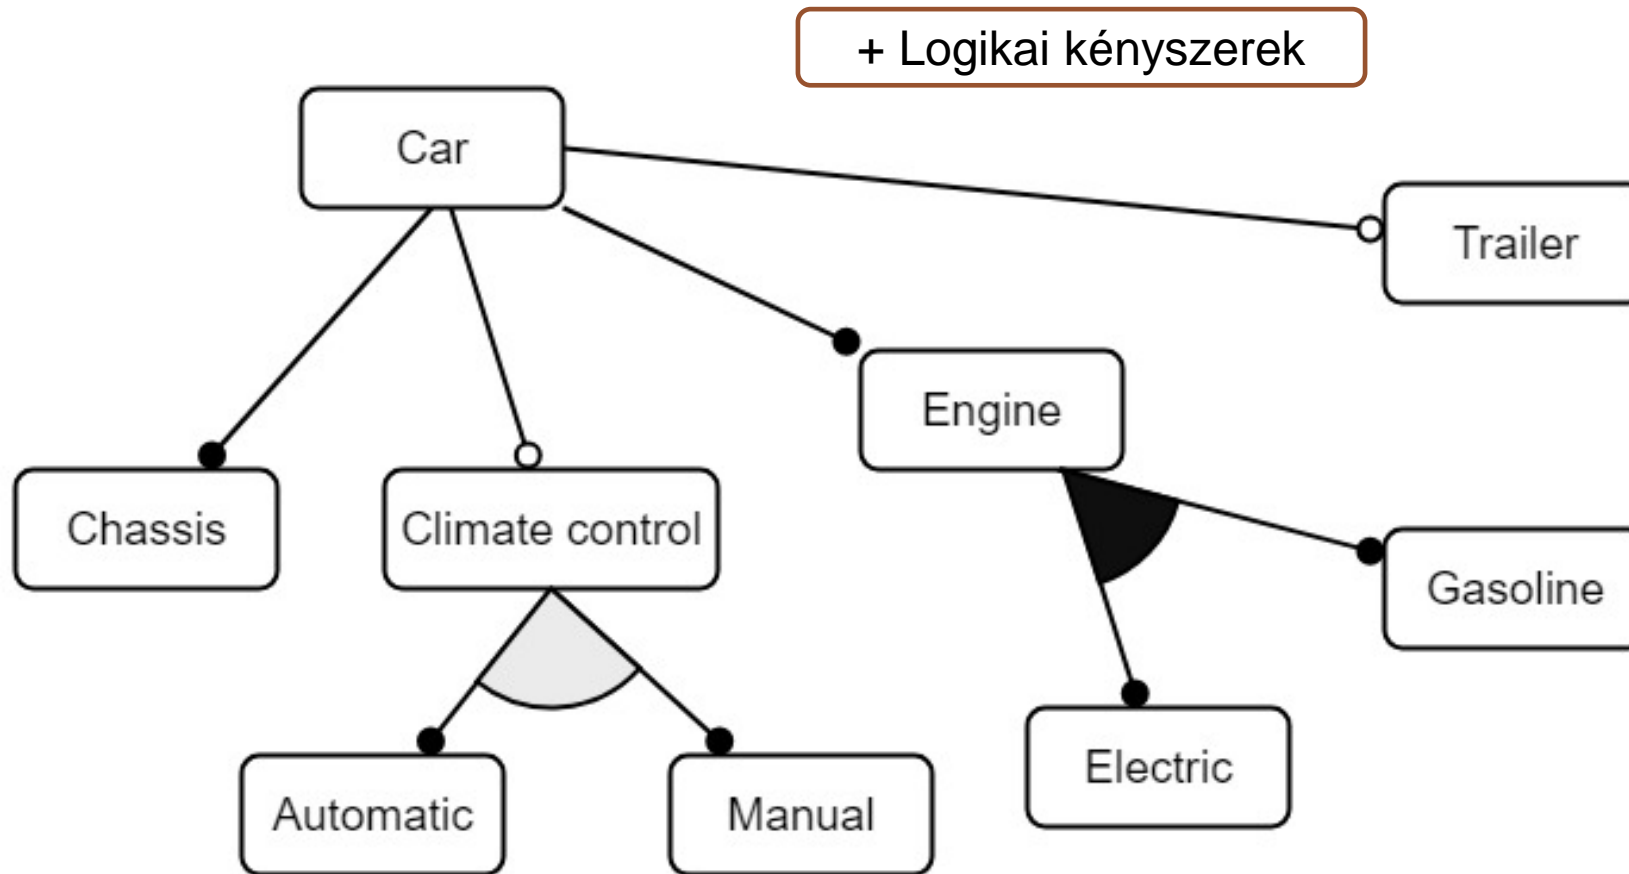 + Logikai kényszerek
Car
Trailer
Engine
Chassis
Climate control
Gasoline
Electric
Automatic
Manual